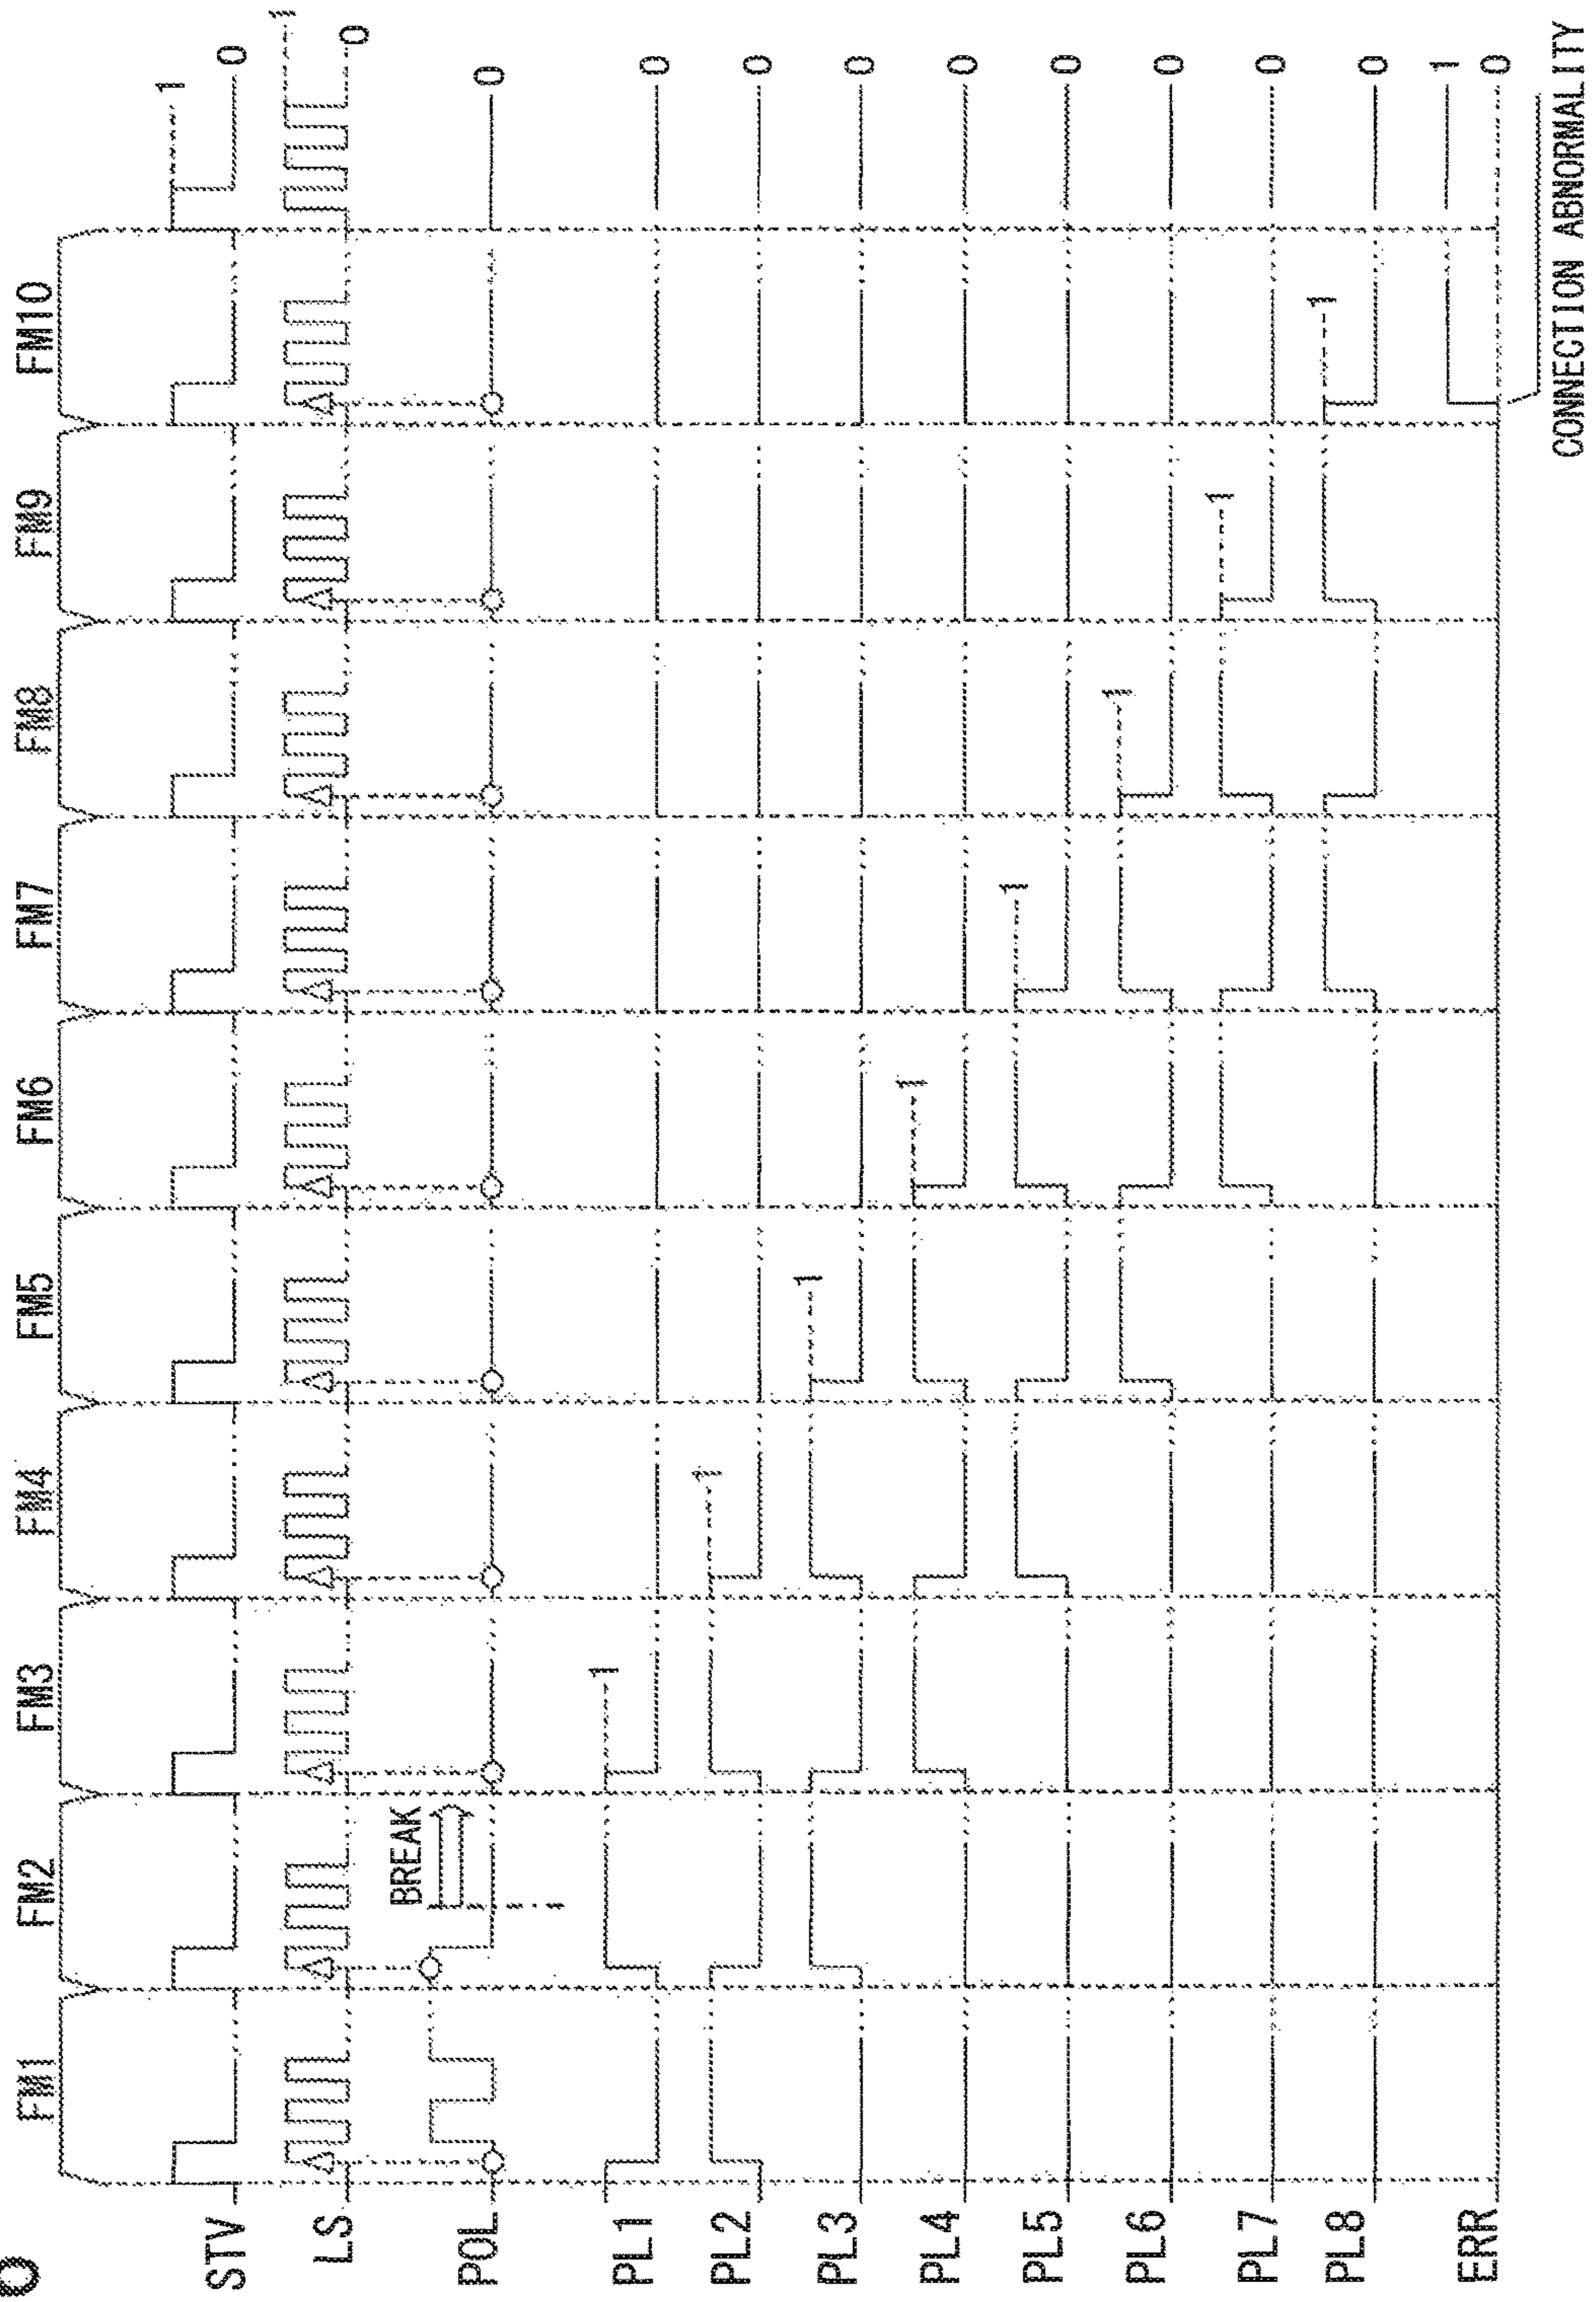 FM1 FM2 FM3 FM4 FM5 FM6 FM7 FM8 FM9 FM10
STV 1 0
LS 1 0
BREAK
POL 0
PL1 1 0
PL2 1 0
PL3 1 0
PL4 1 0
PL5 1 0
PL6 1 0
PL7 1 0
PL8 1 0
ERR 1 0
CONNECTION ABNORMALITY